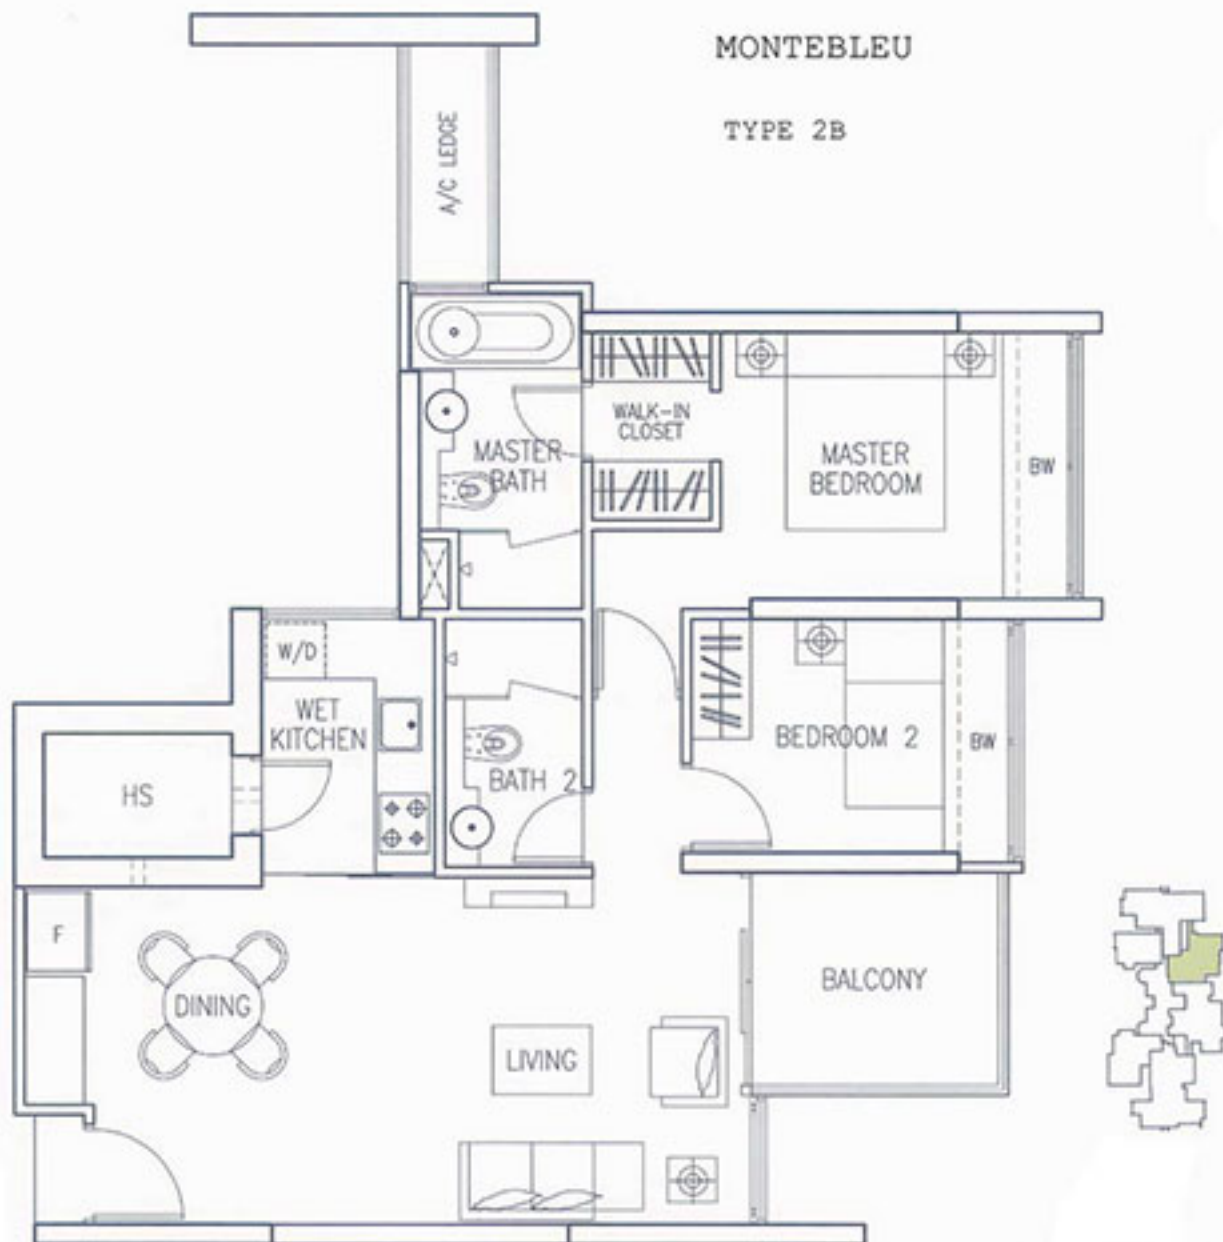 MONTEBLEU
TYPE 2B
A/C LEDGE
WALK-IN
CLOSET
MASTER
BATH
MASTER
BEDROOM
BW
W/D
WET
KITCHEN
HS
BATH 2
BEDROOM 2
BW
F
DINING
LIVING
BALCONY